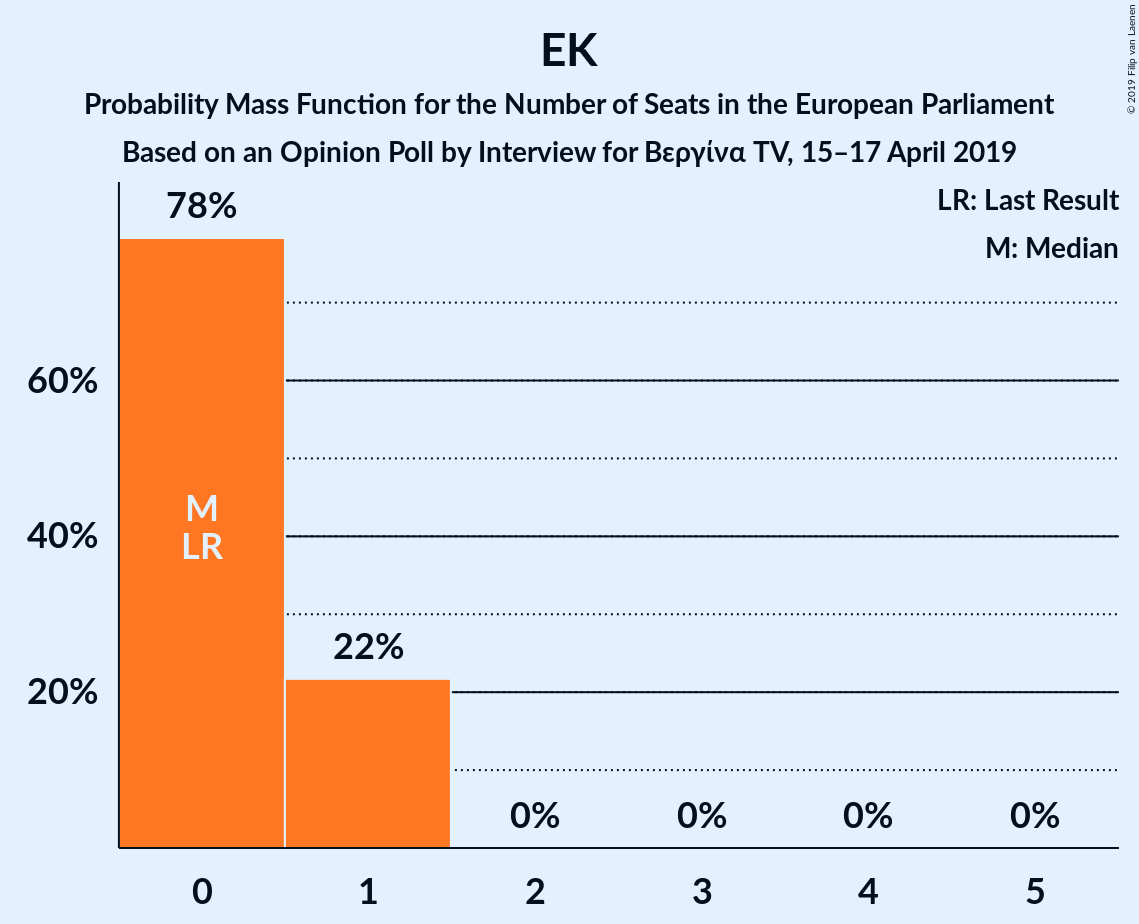 EK
Probability Mass Function for the Number of Seats in the European Parliament
Based on an Opinion Poll by Interview for Βεργίνα TV, 15–17 April 2019
© 2019 Filip van Laenen
LR: Last Result
M: Median
78%
60%
40%
20%
M
LR
22%
0%
0%
0%
0%
0
1
2
3
4
5